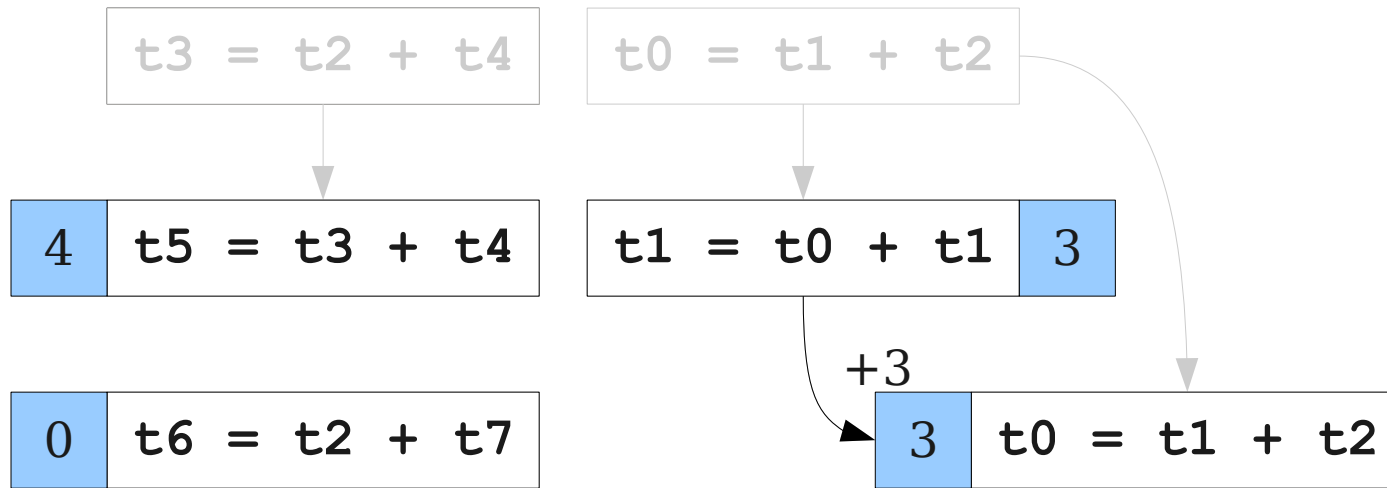 t3 = t2 + t4
t0 = t1 + t2
4 t5 = t3 + t4
t1 = t0 + t1 3
+3
0 t6 = t2 + t7
3 t0 = t1 + t2